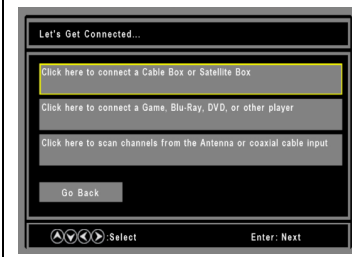 Let's Get Connected...
Click here to connect a Cable Box or Satellite Box
Click here to connect a Game, Blu-Ray, DVD, or other player
Click here to scan channels from the Antenna or coaxial cable input
Go Back
:Select Enter: Next